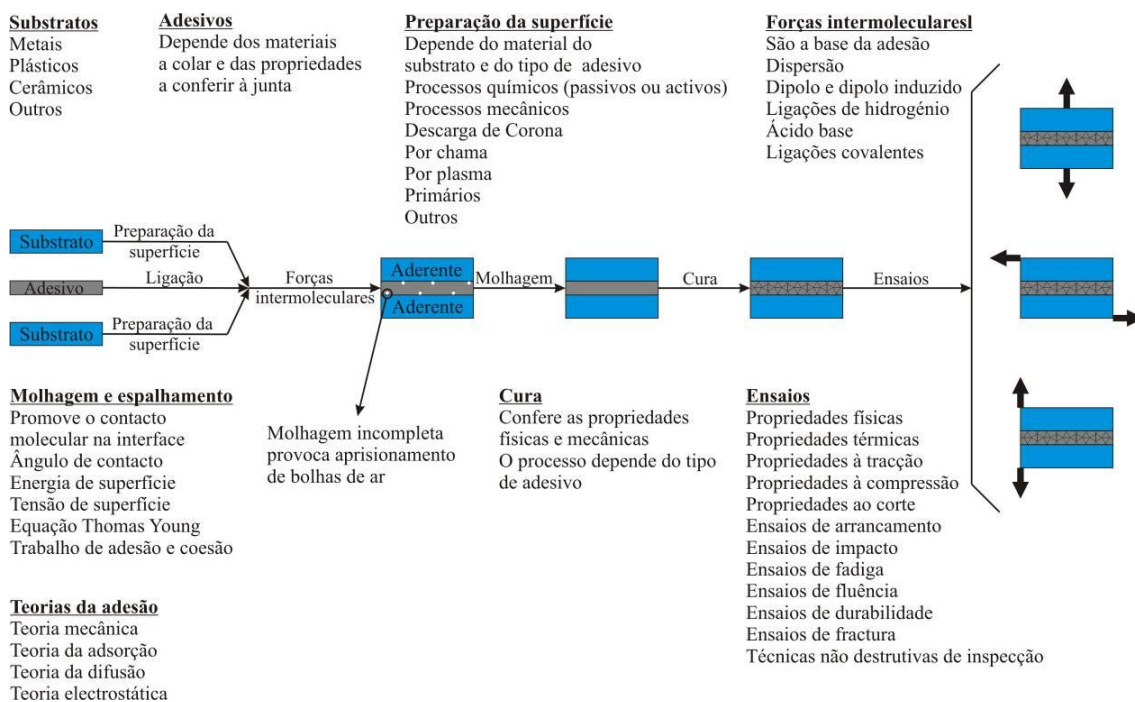 Substratos
Metais
Plásticos
Cerâmicos
Outros
Adesivos
Depende dos materiais
a colar e das propriedades
a conferir à junta
Preparação da superfície
Depende do material do
substrato e do tipo de adesivo
Processos químicos (passivos ou activos)
Processos mecânicos
Descarga de Corona
Por chama
Por plasma
Primários
Outros
Forças intermolecularesl
São a base da adesão
Dispersão
Dipolo e dipolo induzido
Ligações de hidrogénio
Ácido base
Ligações covalentes
Substrato
Preparação da
superfície
Adesivo
Ligação
Substrato
Preparação da
superfície
Forças
intermoleculares
Aderente
Aderente
Molhagem
Cura
Ensaios
Molhagem e espalhamento
Promove o contacto
molecular na interface
Ângulo de contacto
Energia de superfície
Tensão de superfície
Equação Thomas Young
Trabalho de adesão e coesão
Molhagem incompleta
provoca aprisionamento
de bolhas de ar
Cura
Confere as propriedades
físicas e mecânicas
O processo depende do tipo
de adesivo
Ensaios
Propriedades físicas
Propriedades térmicas
Propriedades à tracção
Propriedades à compressão
Propriedades ao corte
Ensaios de arrancamento
Ensaios de impacto
Ensaios de fadiga
Ensaios de fluência
Ensaios de durabilidade
Ensaios de fractura
Técnicas não destrutivas de inspecção
Teorias da adesão
Teoria mecânica
Teoria da adsorção
Teoria da difusão
Teoria electrostática